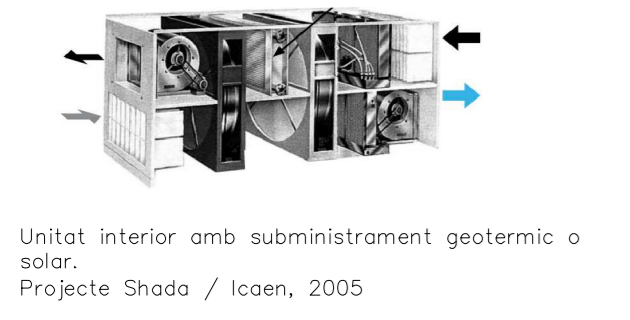 Unitat interior amb subministrament geotermic o
solar.
Projecte Shada / Icaen, 2005